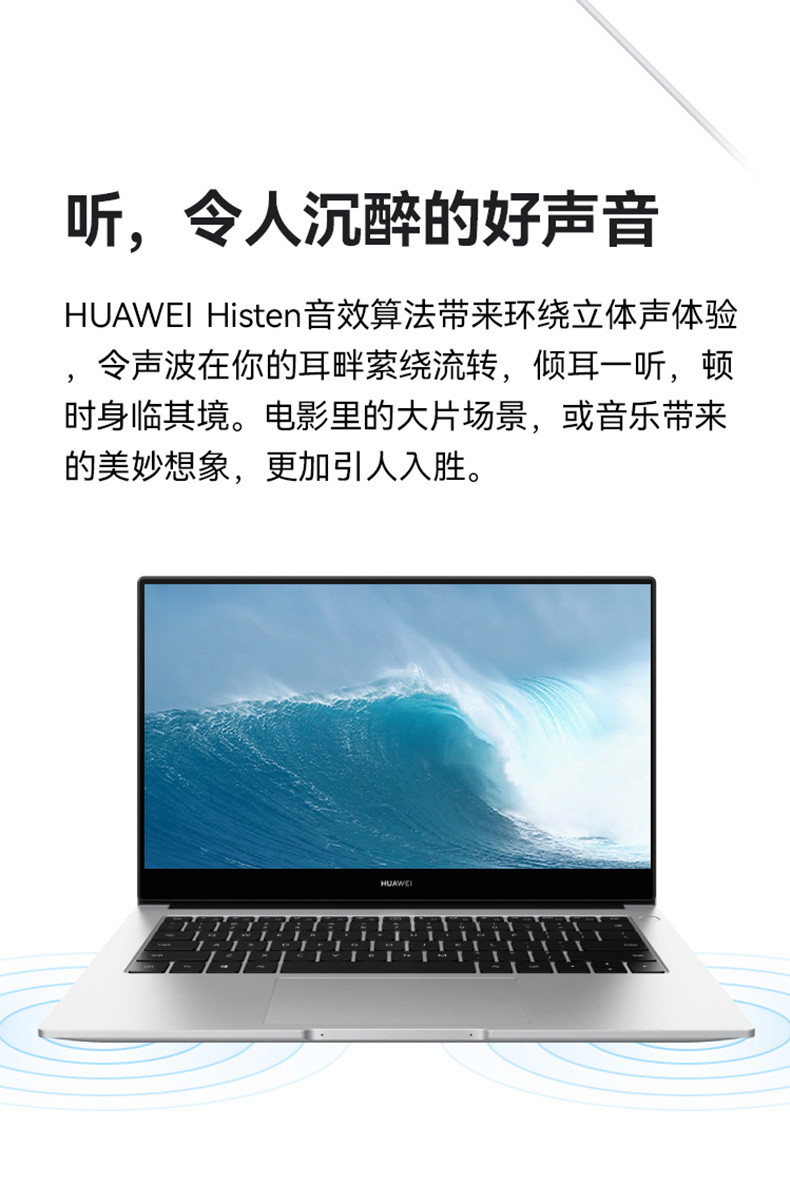 听，令人沉醉的好声音
HUAWEI Histen音效算法带来环绕立体声体验
，令声波在你的耳畔萦绕流转，倾耳一听，顿
时身临其境。电影里的大片场景，或音乐带来
的美妙想象，更加引人入胜。
HUAWEI